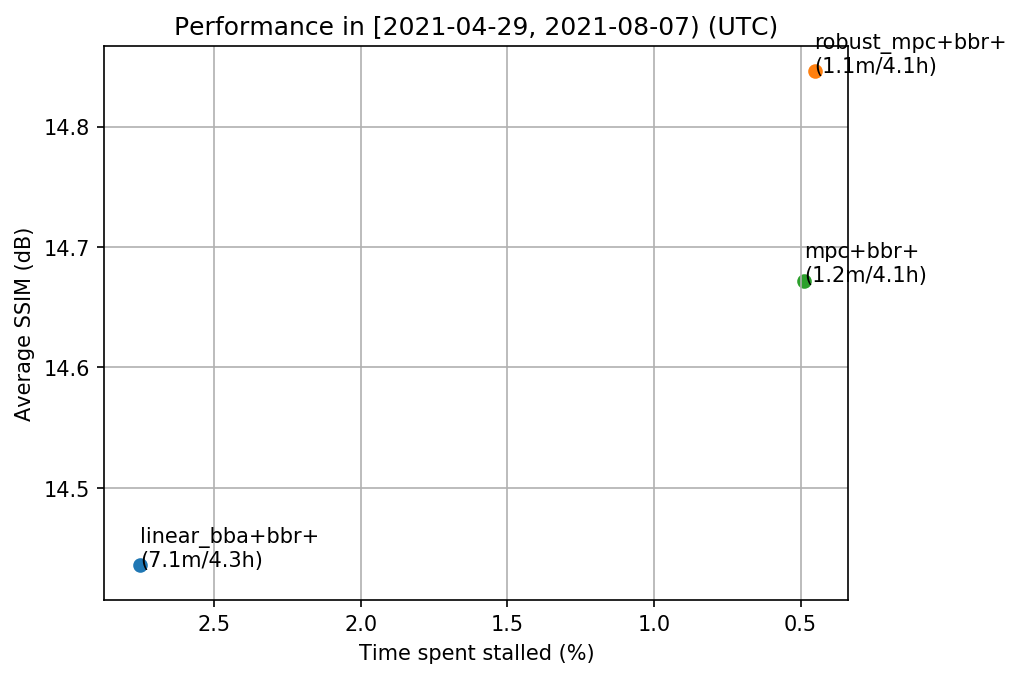 Performance in [2021-04-29, 2021-08-07) (UTC)
robust_mpc+bbr+
(1.1m/4.1h)
14.8
mpc+bbr+
(1.2m/4.1h)
14.7
14.6
14.5
linear_bba+bbr+
(7.1m/4.3h)
Average SSIM (dB)
2.5 2.0 1.5 1.0 0.5
Time spent stalled (%)